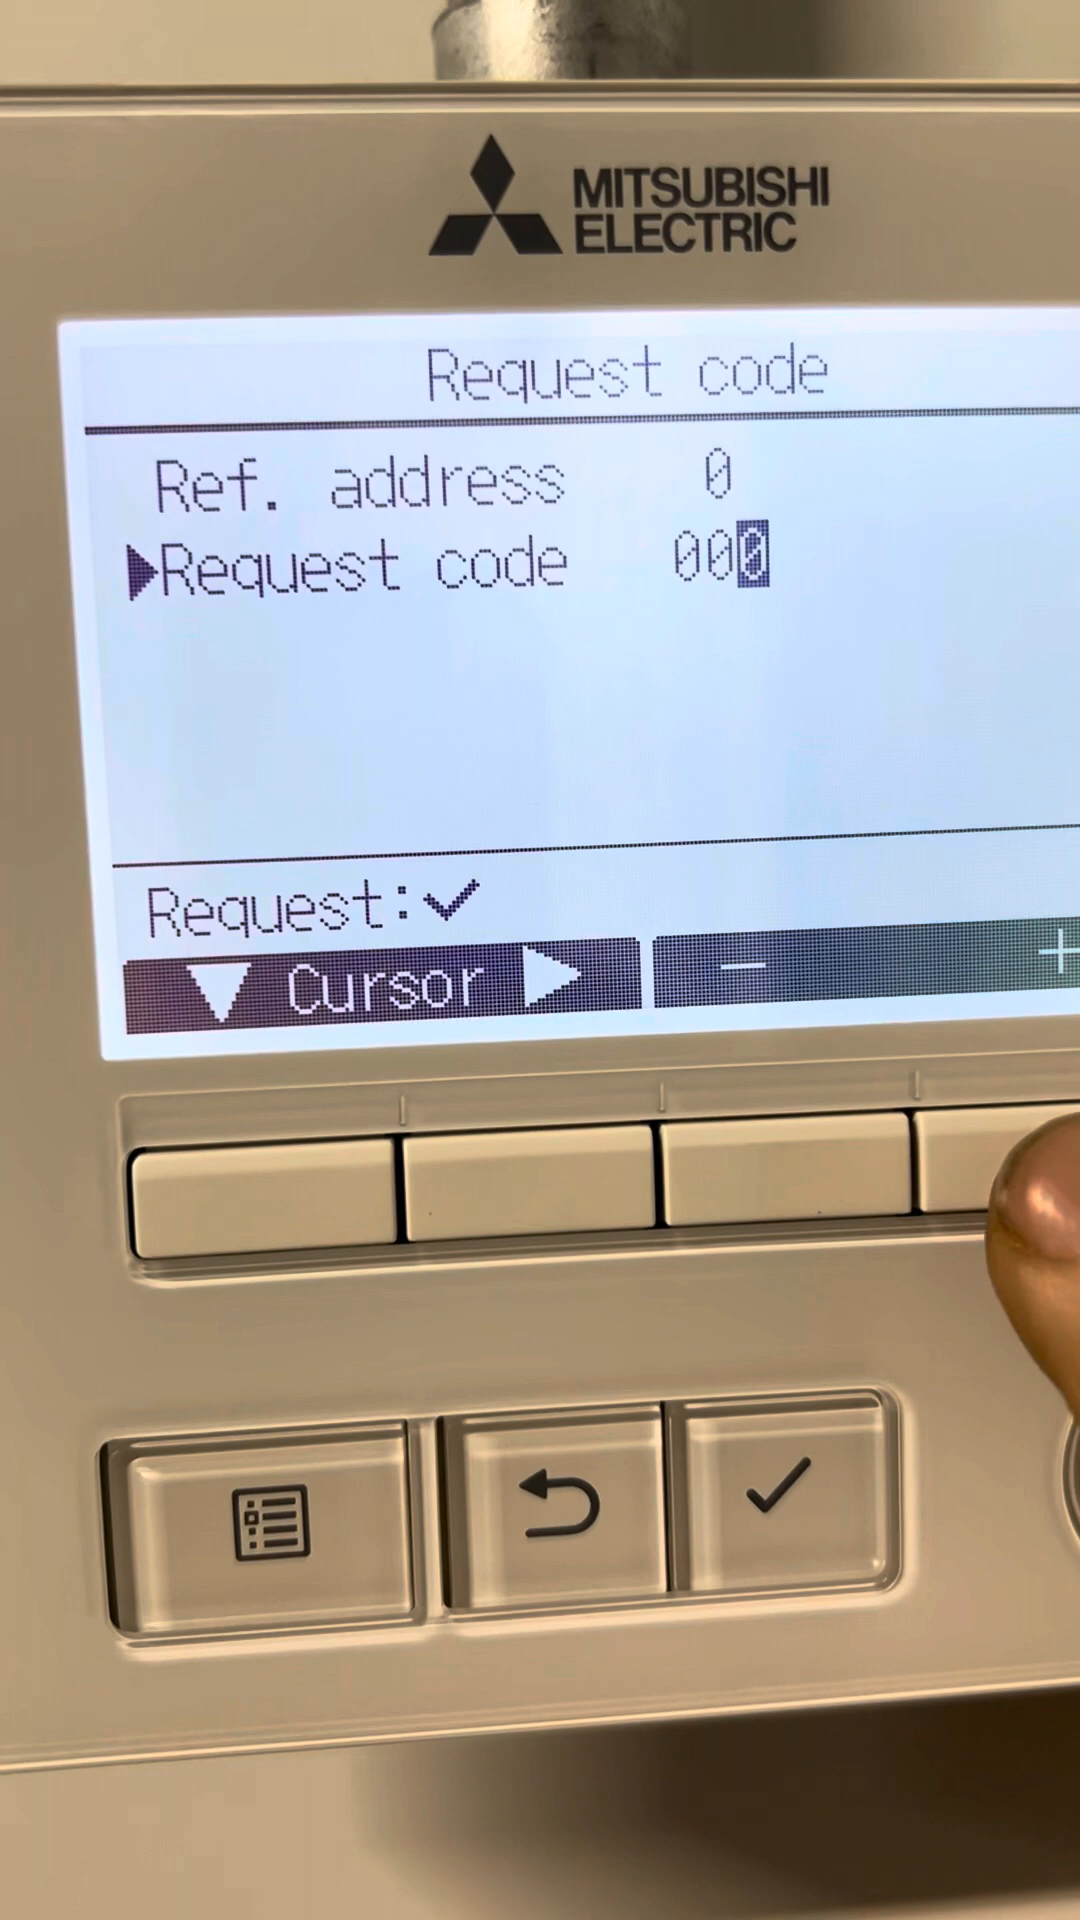 MITSUBISHI
ELECTRIC
Request code
Ref. address 0
▶Request code 000
Request:✓
▼ Cursor ▶ − +